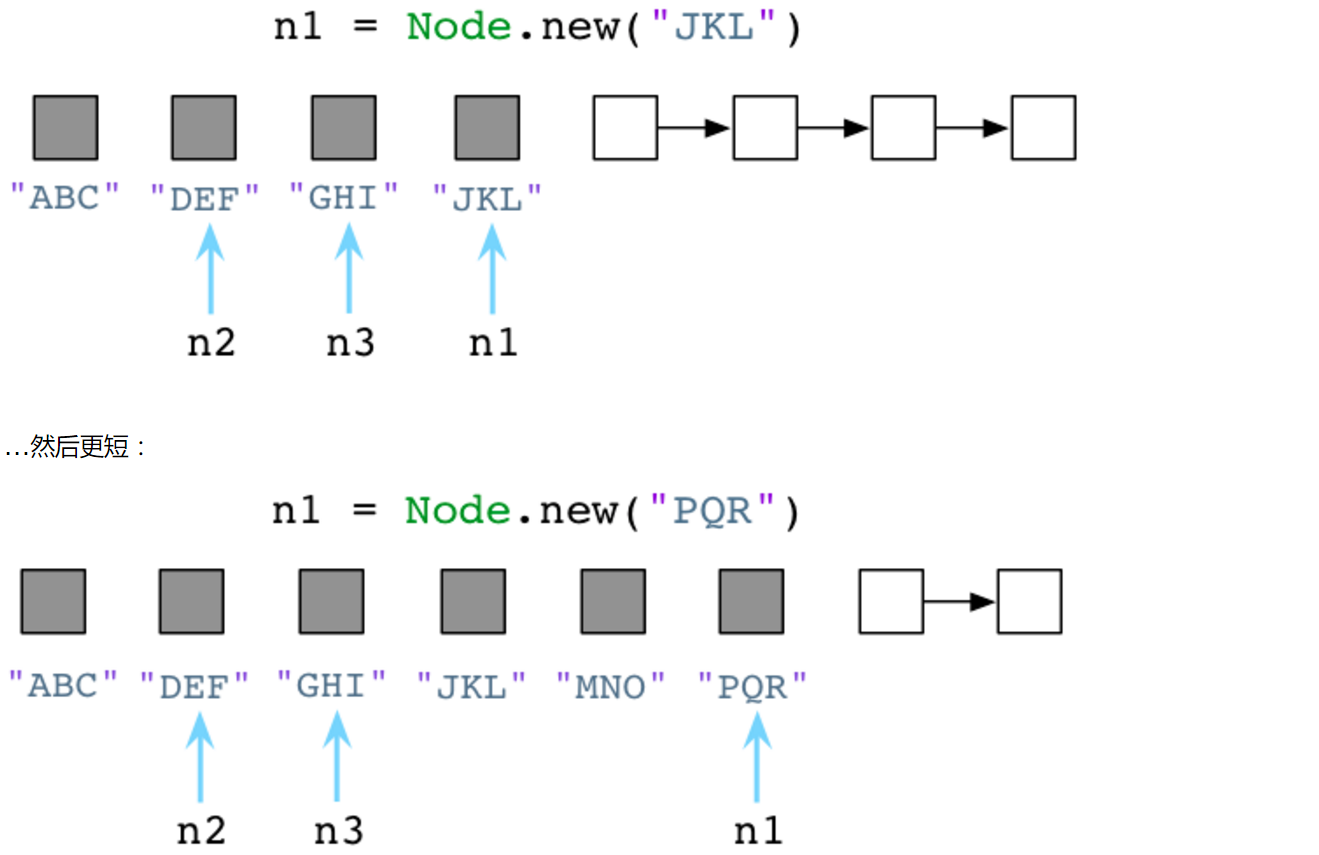 n1 = Node.new("JKL")
"ABC" "DEF" "GHI" "JKL"
n2 n3 n1
…然后更短：
n1 = Node.new("PQR")
"ABC" "DEF" "GHI" "JKL" "MNO" "PQR"
n2 n3 n1